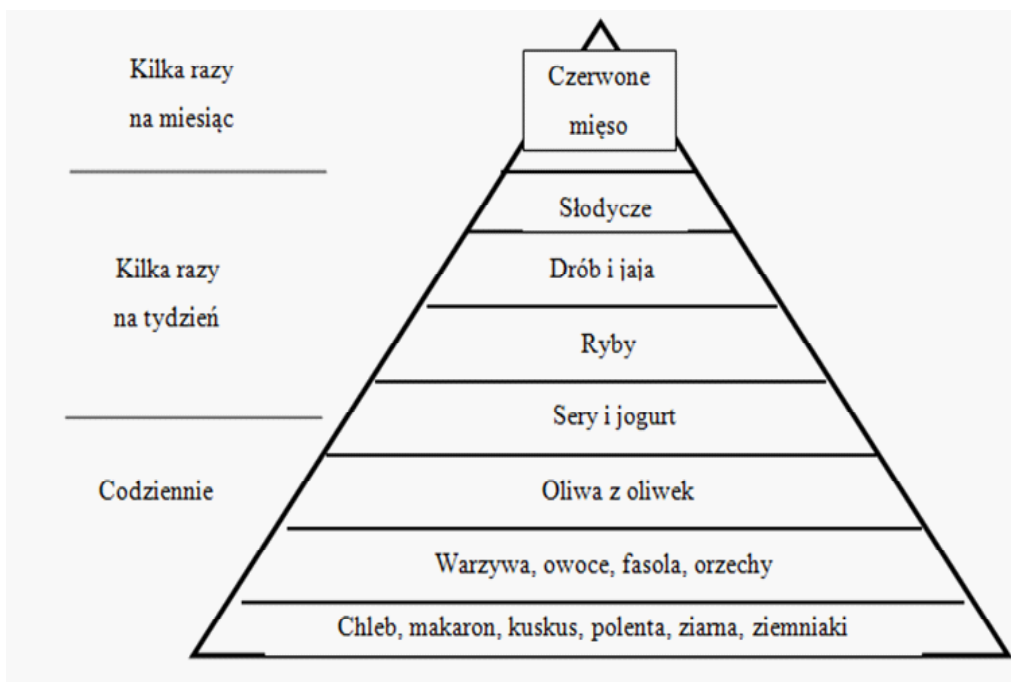 Kilka razy
na miesiąc
Czerwone
mięso
Słodycze
Kilka razy
na tydzień
Drób i jaja
Ryby
Sery i jogurt
Codziennie
Oliwa z oliwek
Warzywa, owoce, fasola, orzechy
Chleb, makaron, kuskus, polenta, ziarna, ziemniaki